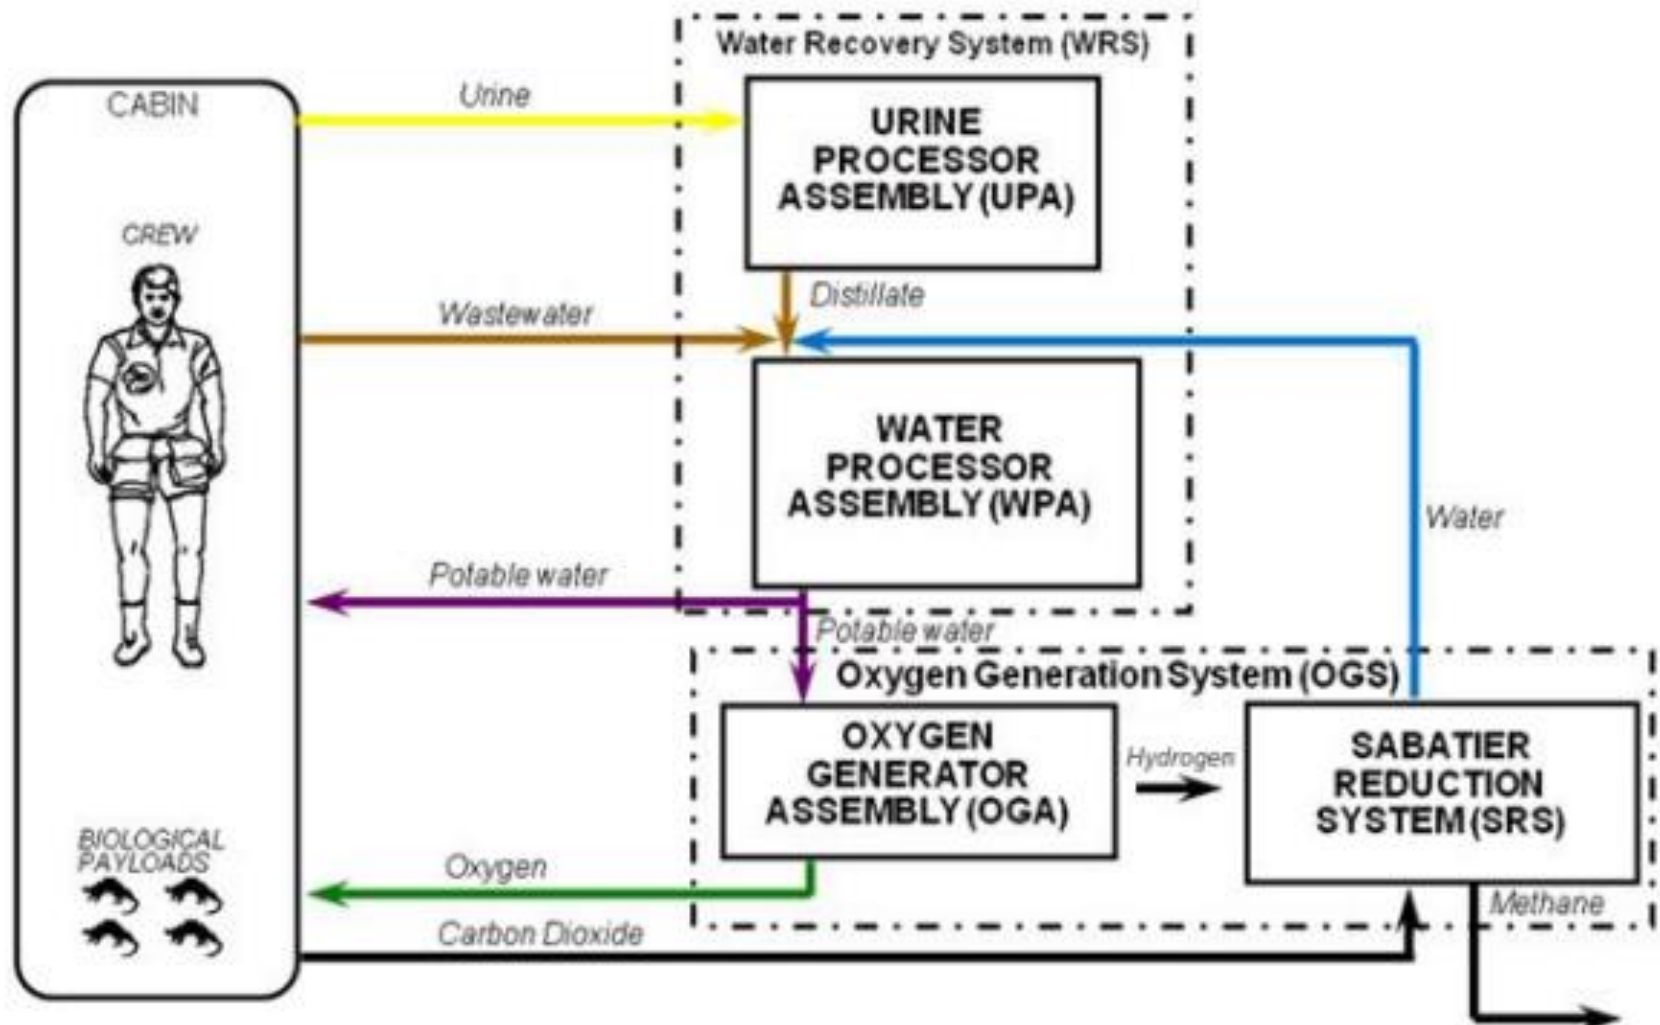 Water Recovery System (WRS)
CABIN
Urine
URINE
PROCESSOR
ASSEMBLY (UPA)
CREW
Distillate
Wastewater
WATER
PROCESSOR
ASSEMBLY (WPA)
Water
Potable water
Potable water
Oxygen Generation System (OGS)
OXYGEN
GENERATOR
ASSEMBLY (OGA)
Hydrogen
SABATIER
REDUCTION
SYSTEM (SRS)
BIOLOGICAL
PAYLOADS
Oxygen
Methane
Carbon Dioxide